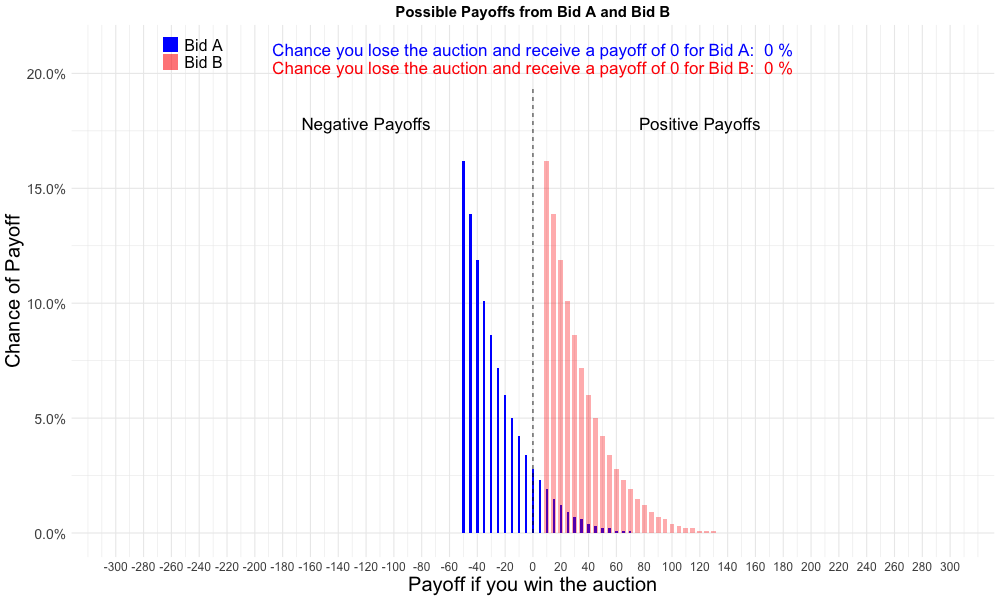 Possible Payoffs from Bid A and Bid B
Bid A
Bid B
Chance you lose the auction and receive a payoff of 0 for Bid A:  0 %
Chance you lose the auction and receive a payoff of 0 for Bid B:  0 %
Negative Payoffs
Positive Payoffs
Chance of Payoff
20.0%
15.0%
10.0%
5.0%
0.0%
-300 -280 -260 -240 -220 -200 -180 -160 -140 -120 -100 -80 -60 -40 -20 0 20 40 60 80 100 120 140 160 180 200 220 240 260 280 300
Payoff if you win the auction